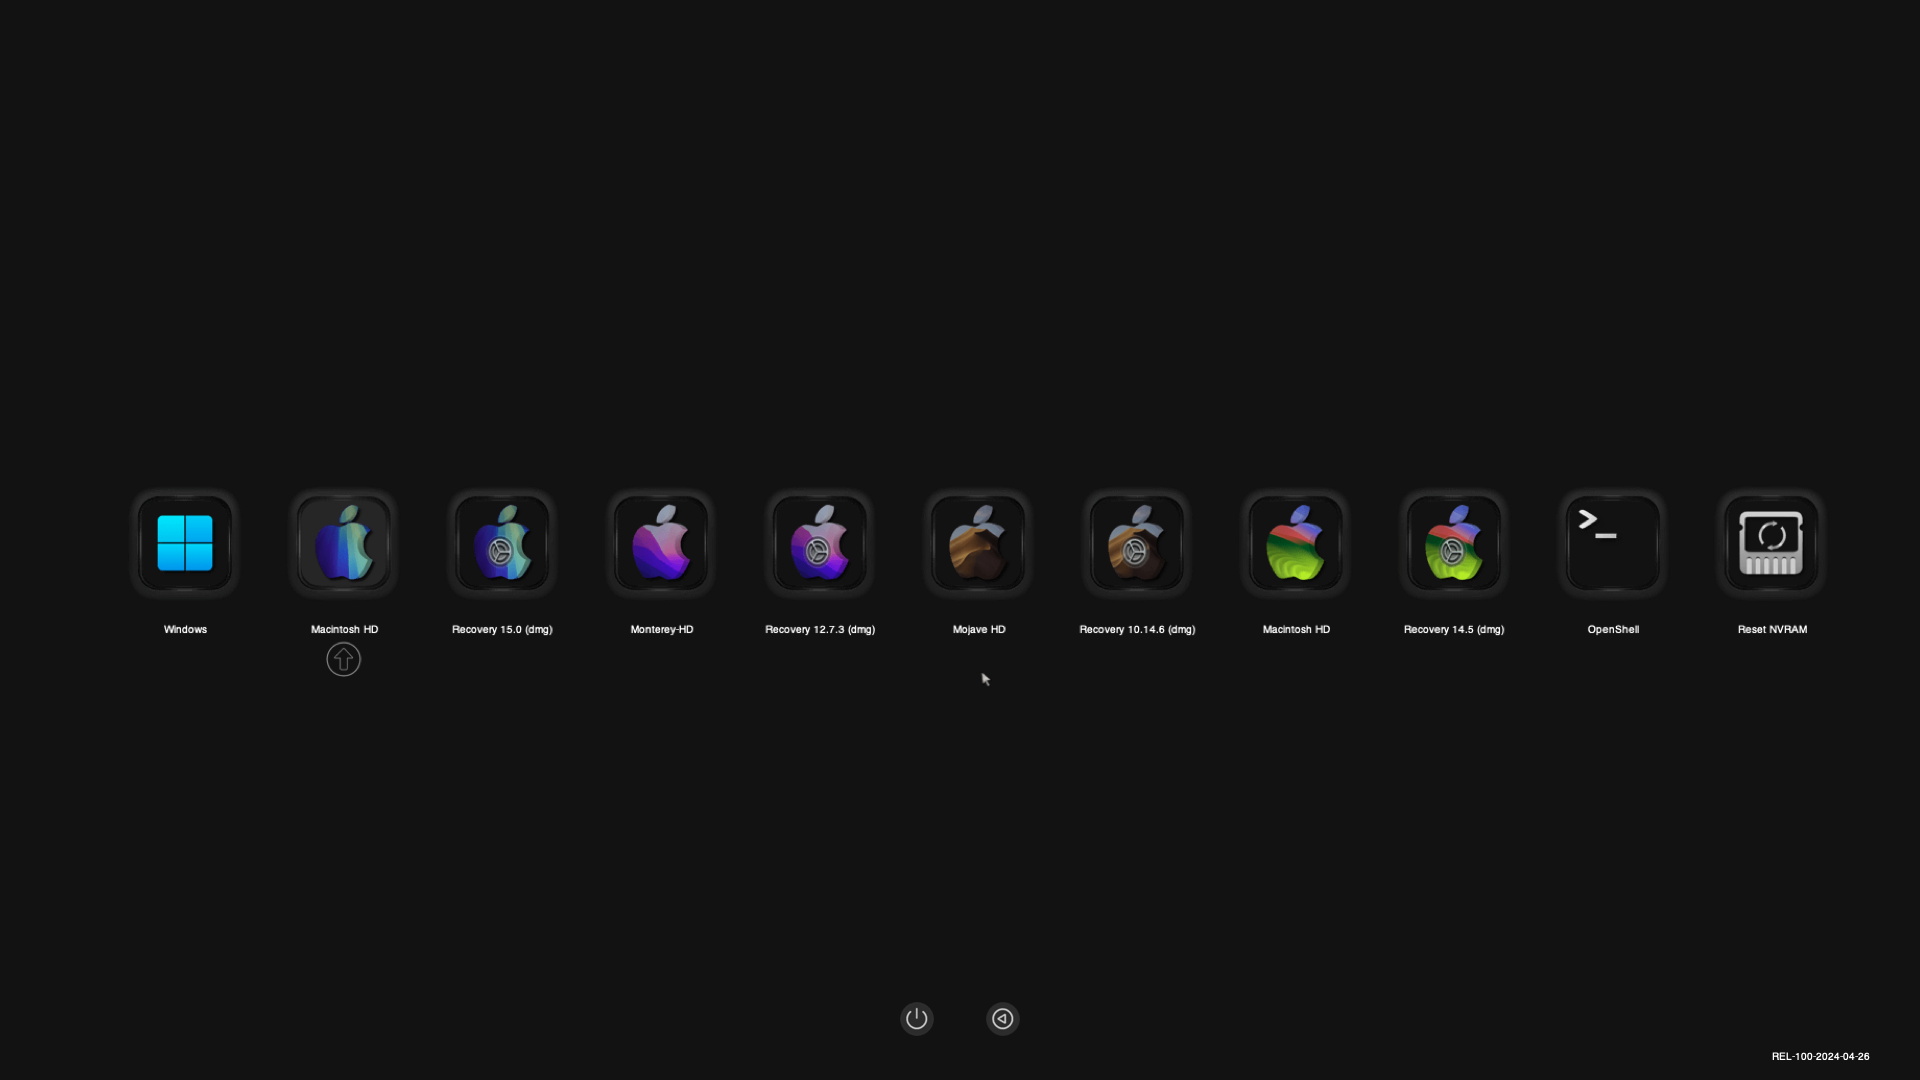 Windows
Macintosh HD
Recovery 15.0 (dmg)
Monterey-HD
Recovery 12.7.3 (dmg)
Mojave HD
Recovery 10.14.6 (dmg)
Macintosh HD
Recovery 14.5 (dmg)
OpenShell
Reset NVRAM
REL-100-2024-04-26